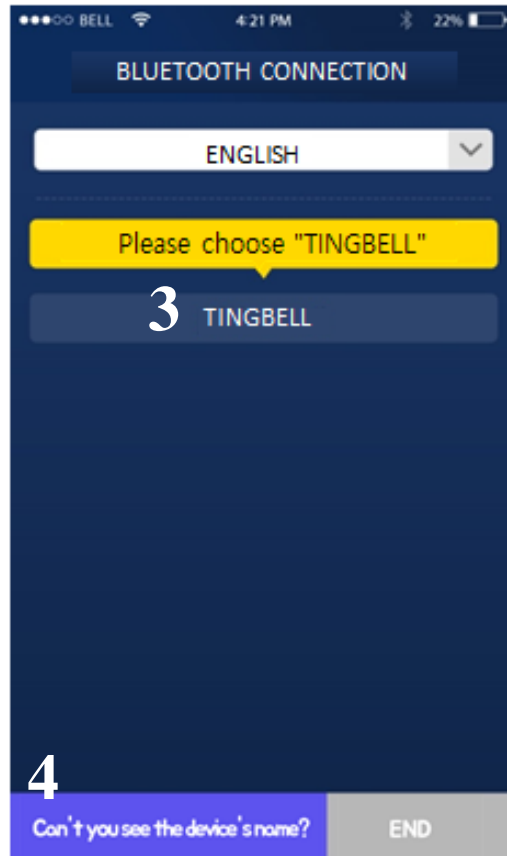 BELL 4:21 PM 22%
BLUETOOTH CONNECTION
ENGLISH
Please choose "TINGBELL"
3 TINGBELL
4
Can't you see the device's name? END